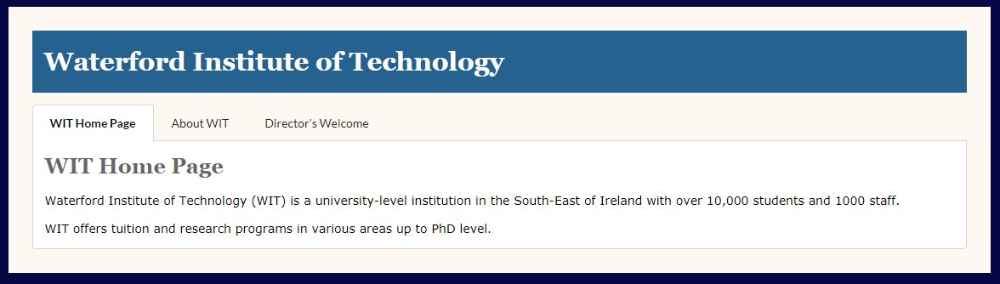 Waterford Institute of Technology
WIT Home Page About WIT Director's Welcome
WIT Home Page
Waterford Institute of Technology (WIT) is a university-level institution in the South-East of Ireland with over 10,000 students and 1000 staff.
WIT offers tuition and research programs in various areas up to PhD level.